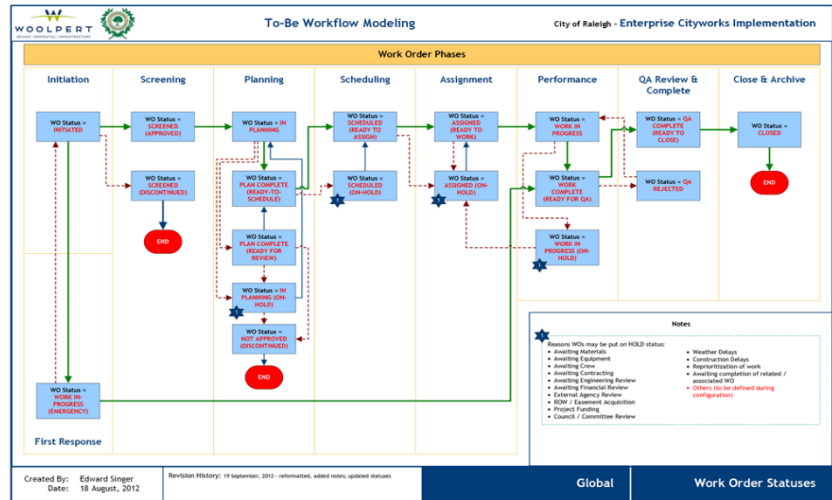 WOOLPERT
DESIGN | GEOSPATIAL | INFRASTRUCTURE
To-Be Workflow Modeling
City of Raleigh - Enterprise Cityworks Implementation
Work Order Phases
Initiation
Screening
Planning
Scheduling
Assignment
Performance
QA Review &
Complete
Close & Archive
WO Status =
INITIATED
WO Status =
SCREENED
(APPROVED)
WO Status = IN
PLANNING
WO Status =
SCHEDULED
(READY TO
ASSIGN)
WO Status =
ASSIGNED
(READY TO
WORK)
WO Status =
WORK IN
PROGRESS
WO Status = QA
COMPLETE
(READY TO
CLOSE)
WO Status =
CLOSED
WO Status =
SCREENED
(DISCONTINUED)
WO Status =
PLAN COMPLETE
(READY-TO-
SCHEDULE)
WO Status =
SCHEDULED
(ON-HOLD)
WO Status =
ASSIGNED (ON-
HOLD)
WO Status =
WORK
COMPLETE
(READY FOR QA)
WO Status = QA
REJECTED
END
END
WO Status =
PLAN COMPLETE
(READY FOR
REVIEW)
WO Status =
WORK IN
PROGRESS (ON-
HOLD)
WO Status = IN
PLANNING (ON-
HOLD)
WO Status =
NOT APPROVED
(DISCONTINUED)
END
WO Status =
WORK IN-
PROGRESS
(EMERGENCY)
First Response
Notes
Reasons WOs may be put on HOLD status:
• Awaiting Materials
• Awaiting Equipment
• Awaiting Crew
• Awaiting Contracting
• Awaiting Engineering Review
• Awaiting Financial Review
• External Agency Review
• ROW / Easement Acquisition
• Project Funding
• Council / Committee Review
• Weather Delays
• Construction Delays
• Reprioritization of work
• Awaiting completion of related /
associated WO
• Others (to be defined during
configuration)
Created By: Edward Singer
Date: 18 August, 2012
Revision History: 19 September, 2012 - reformatted, added notes; updated statuses
Global
Work Order Statuses